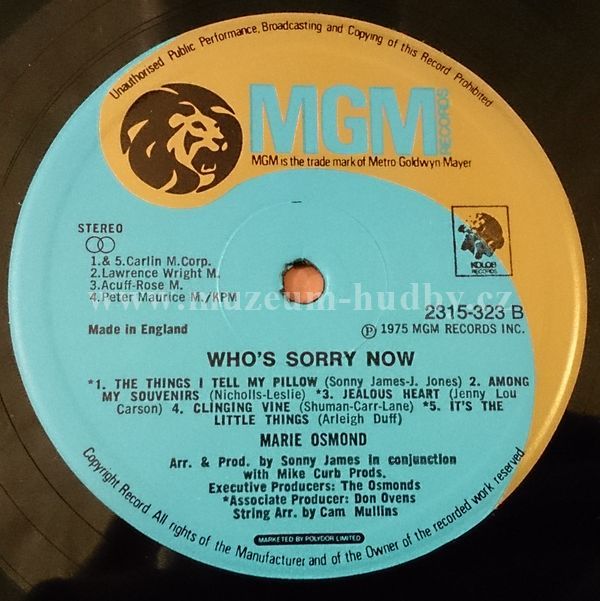 Unauthorised Public Performance, Broadcasting and Copying of this Record Prohibited
MGM
RECORDS
MGM is the trade mark of Metro Goldwyn Mayer
STEREO
1.& 5.Carlin M.Corp.
2.Lawrence Wright M.
3.Acuff-Rose M.
4.Peter Maurice M./KPM
KOLOB
RECORDS
www.muzeum-hudby.cz
2315-323 B
Made in England
℗ 1975 MGM RECORDS INC.
WHO'S SORRY NOW
*1. THE THINGS I TELL MY PILLOW (Sonny James-J. Jones) 2. AMONG
MY SOUVENIRS (Nicholls-Leslie) *3. JEALOUS HEART (Jenny Lou
Carson) 4. CLINGING VINE (Shuman-Carr-Lane) *5. IT'S THE
LITTLE THINGS (Arleigh Duff)
MARIE OSMOND
Arr. & Prod. by Sonny James in conjunction
with Mike Curb Prods.
Executive Producers: The Osmonds
*Associate Producer: Don Ovens
String Arr. by Cam Mullins
MARKETED BY POLYDOR LIMITED
Copyright Record All rights of the Manufacturer and of the Owner of the recorded work reserved